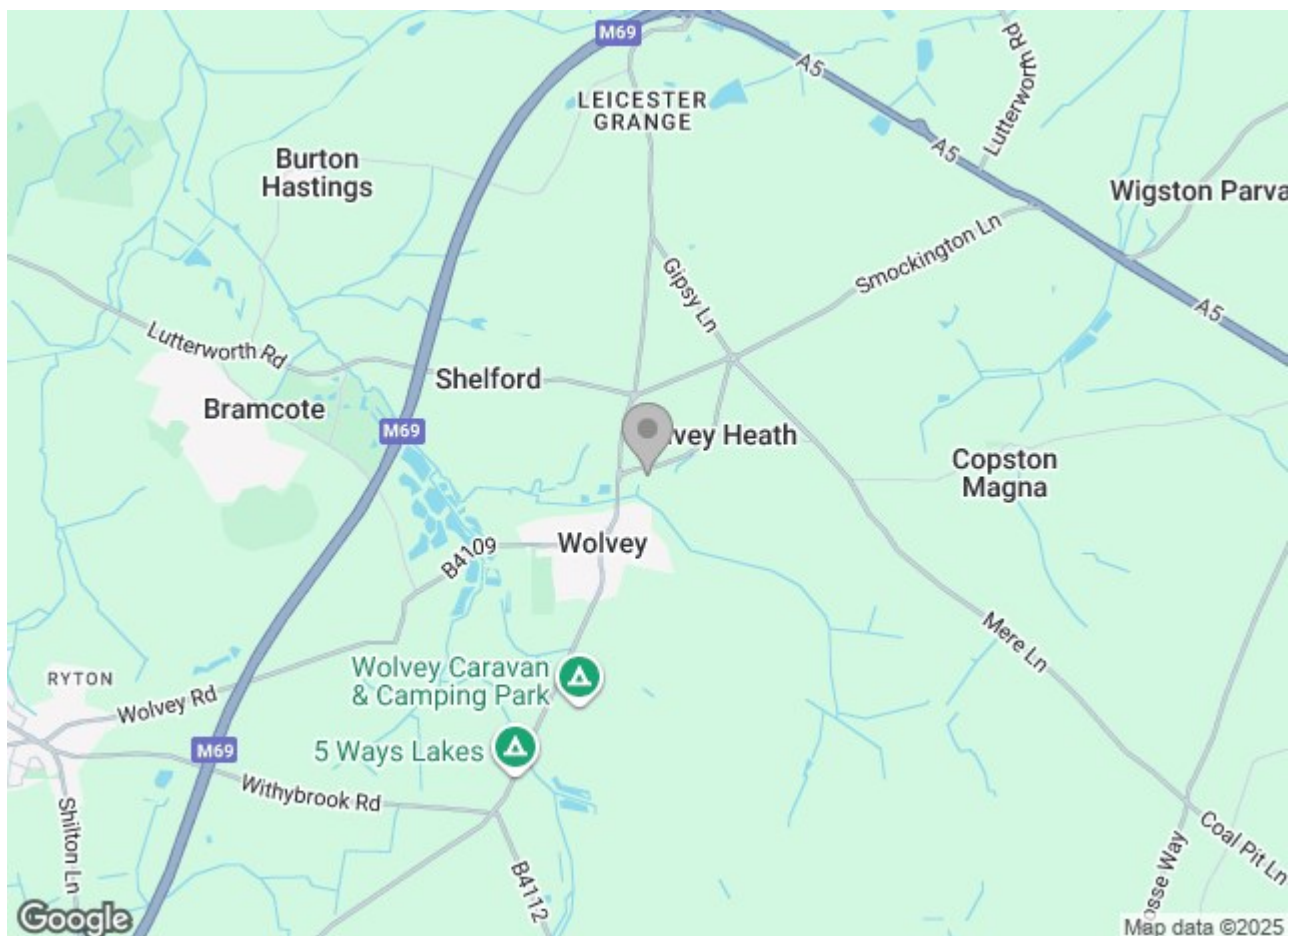 M69
A5
Lutterworth Rd
LEICESTER
GRANGE
Burton
Hastings
A5
Wigston Parva
Smockington Ln
Gipsy Ln
A5
Lutterworth Rd
Shelford
Bramcote
M69
lvey Heath
Copston
Magna
Wolvey
B4109
Mere Ln
Wolvey Caravan
& Camping Park
RYTON
Wolvey Rd
5 Ways Lakes
M69
Withybrook Rd
Shilton Ln
Coal Pit Ln
osse Way
B4112
Google
Map data ©2025